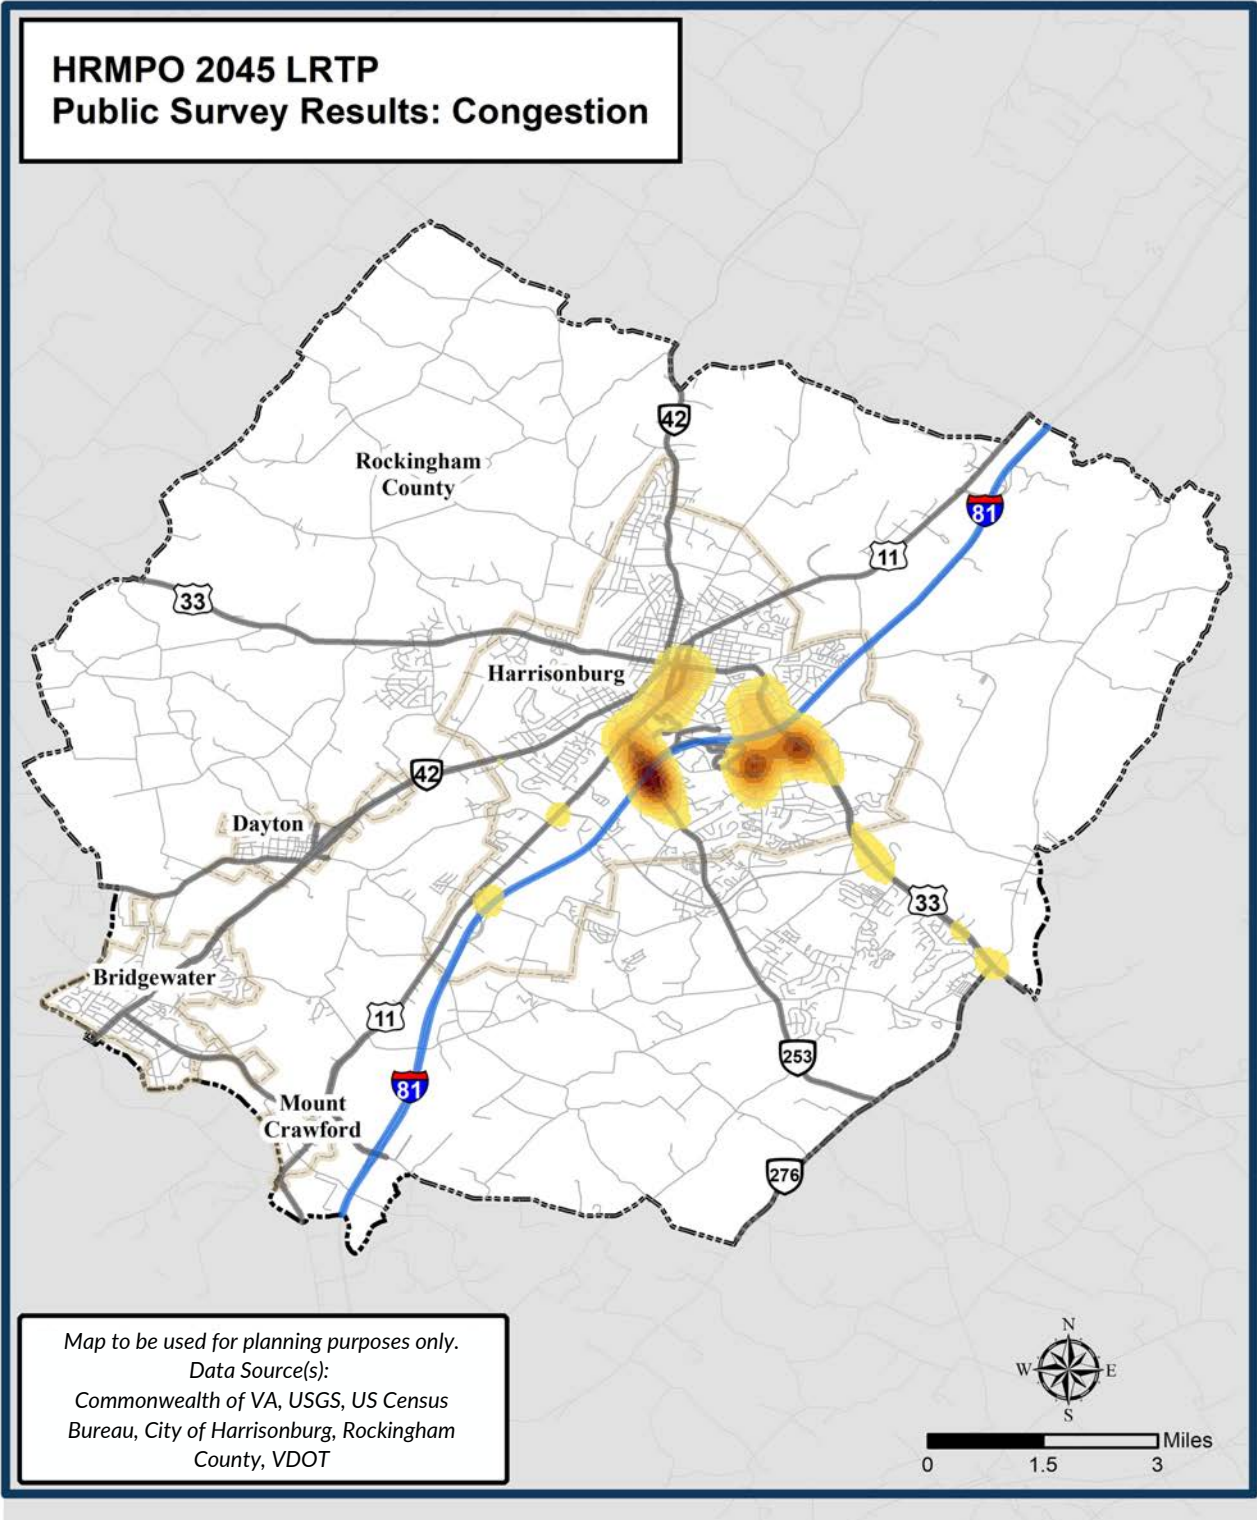 HRMPO 2045 LRTP
Public Survey Results: Congestion
42
Rockingham
County
81
11
33
Harrisonburg
42
Dayton
33
Bridgewater
11
253
81
Mount
Crawford
276
Map to be used for planning purposes only.
Data Source(s):
Commonwealth of VA, USGS, US Census
Bureau, City of Harrisonburg, Rockingham
County, VDOT
N
W E
S
Miles
0 1.5 3